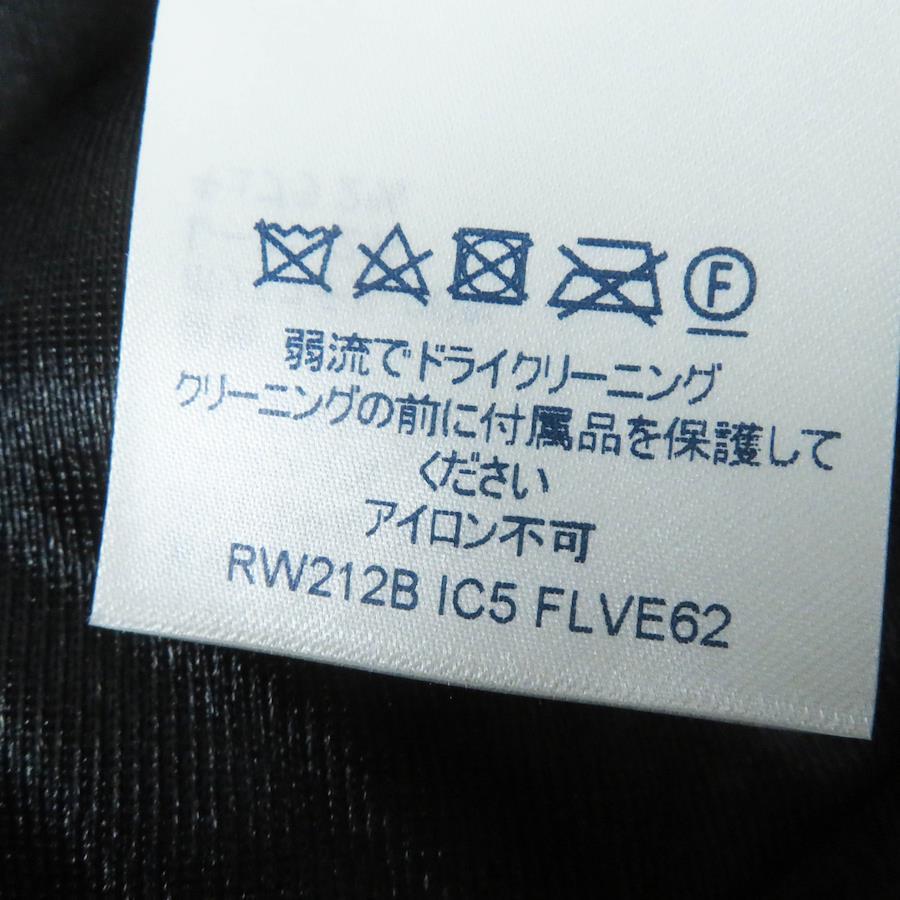 F
弱流でドライクリーニング
クリーニングの前に付属品を保護して
ください
アイロン不可
RW212B IC5 FLVE62